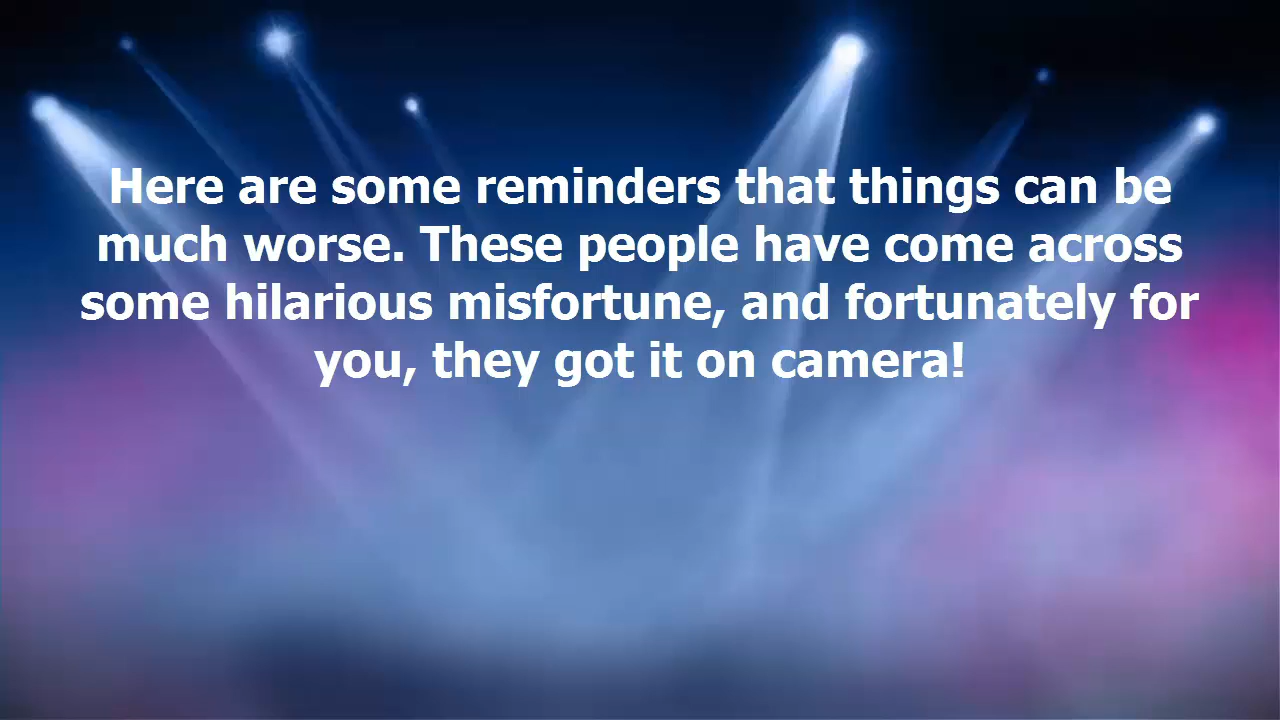 Here are some reminders that things can be
much worse. These people have come across
some hilarious misfortune, and fortunately for
you, they got it on camera!